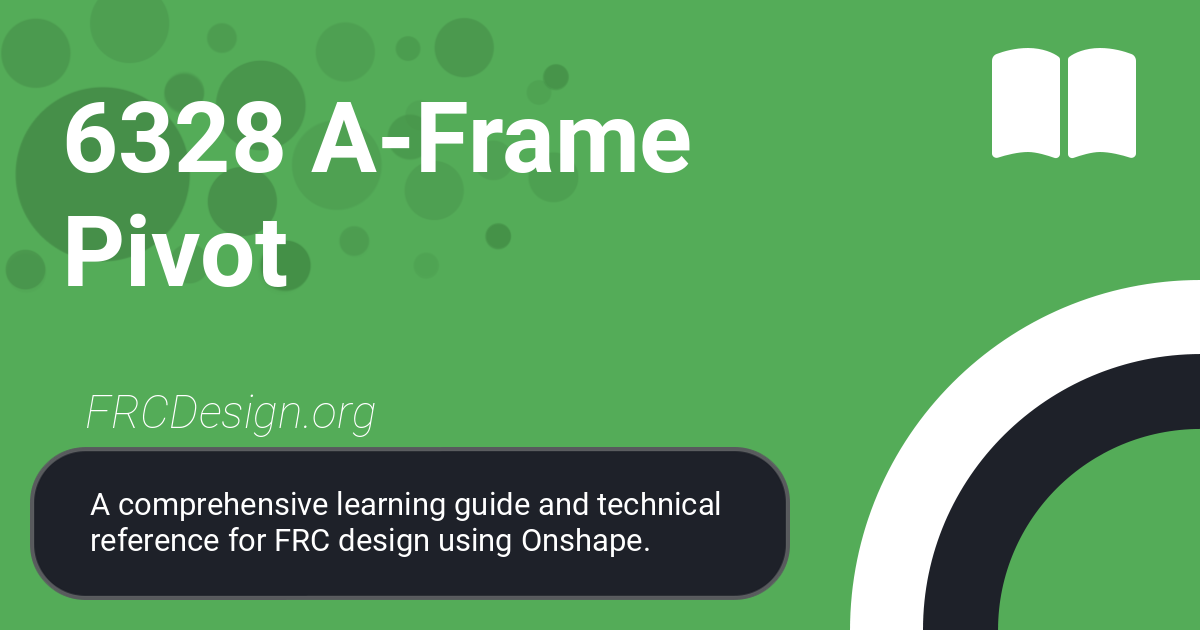 6328 A-Frame
Pivot
FRCDesign.org
A comprehensive learning guide and technical
reference for FRC design using Onshape.